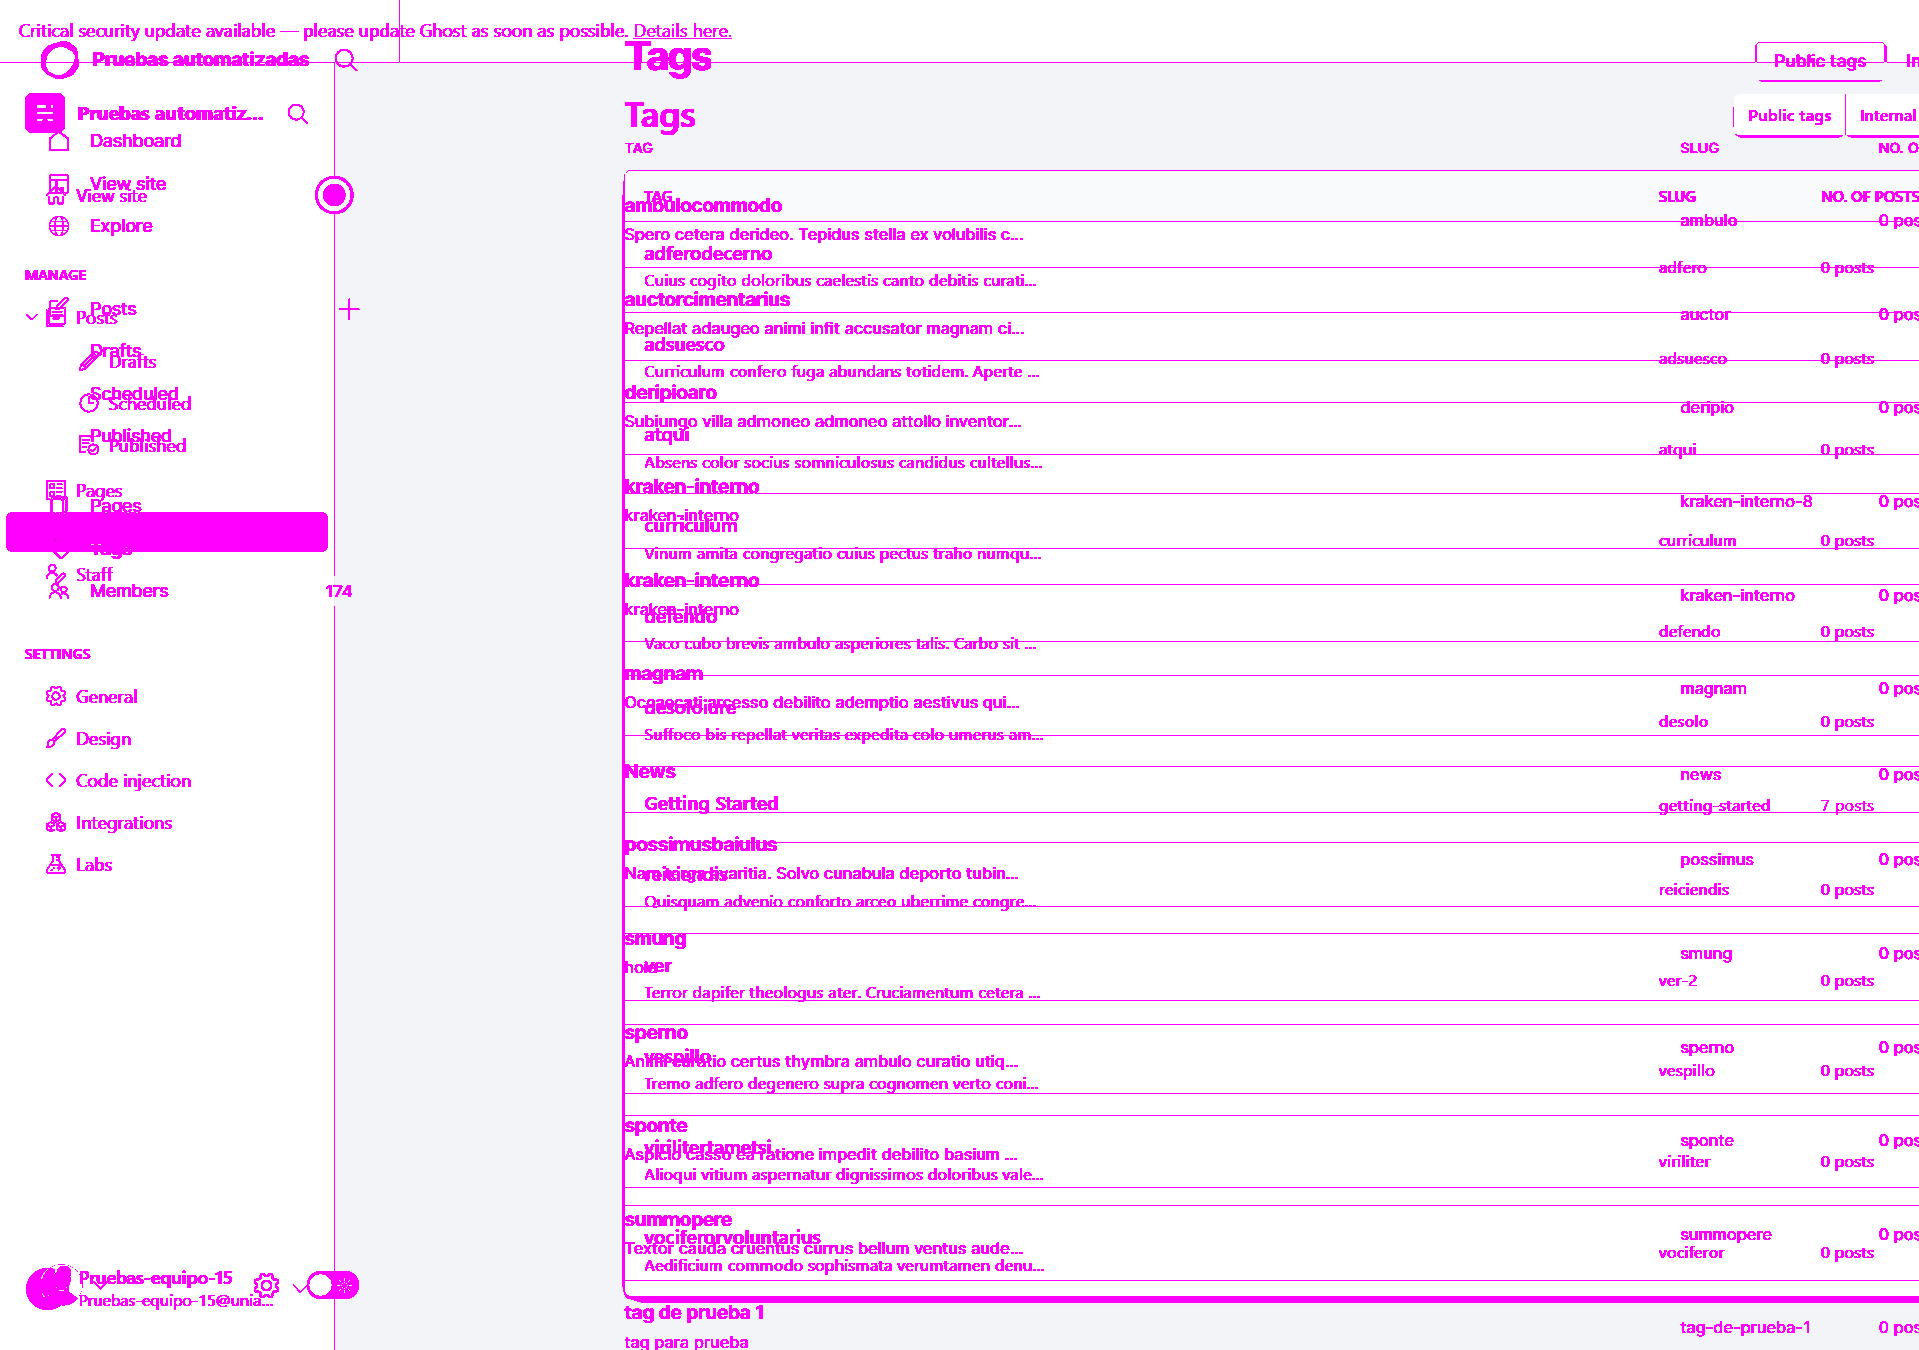 Critical security update available — please update Ghost as soon as possible. Details here.
Pruebas automatizadas
Tags
Public tags
In
Pruebas automatiz...
Tags
Public tags
Internal
Dashboard
TAG
SLUG
NO. O
View site
View site
TAG
SLUG
NO. OF POSTS
Explore
ambulocommodo
ambulo
0 pos
Spero cetera derideo. Tepidus stella ex volubilis c...
adferodecerno
adfero
0 posts
Cuius cogito doloribus caelestis canto debitis curati...
MANAGE
auctorcimentarius
auctor
0 pos
Repellat adaugeo animi infit accusator magnam ci...
Posts
Posts
adsuesco
adsuesco
0 posts
Curriculum confero fuga abundans totidem. Aperte ...
Drafts
Drafts
deripioaro
deripio
0 pos
Subiungo villa admoneo admoneo attollo inventor...
Scheduled
Scheduled
atqui
atqui
0 posts
Absens color socius somniculosus candidus cultellus...
Published
Published
kraken-interno
kraken-interno-8
0 pos
kraken-interno
Pages
Pages
curriculum
curriculum
0 posts
Vinum amita congregatio cuius pectus traho numqu...
Tags
kraken-interno
kraken-interno
0 pos
kraken-interno
Staff
Members
174
defendo
defendo
0 posts
Vaco cubo brevis ambulo asperiores talis. Carbo sit ...
SETTINGS
magnam
magnam
0 pos
Occaecati arcesso debilito ademptio aestivus qui...
General
desolo
0 posts
Suffoco bis repellat veritas expedita colo umerus am...
Design
News
news
0 pos
Code injection
Getting Started
getting-started
7 posts
Integrations
possimusbaiulus
possimus
0 pos
avaritia. Solvo cunabula deporto tubin...
Labs
reiciendis
reiciendis
0 posts
Quisquam advenio conforto arceo uberrime congre...
smung
smung
0 pos
ver
ver-2
0 posts
Terror dapifer theologus ater. Cruciamentum cetera ...
sperno
sperno
0 pos
certus thymbra ambulo curatio utiq...
vespillo
vespillo
0 posts
Tremo adfero degenero supra cognomen verto coni...
sponte
sponte
0 pos
Aspicio casso ea ratione impedit debilito basium ...
virilitertametsi
viriliter
0 posts
Alioqui vitium aspernatur dignissimos doloribus vale...
summopere
summopere
0 pos
Textor cauda cruentus currus bellum ventus aude...
vociferorvoluntarius
vociferor
0 posts
Aedificium commodo sophismata verumtamen denu...
Pruebas-equipo-15
Pruebas-equipo-15@unia...
tag de prueba 1
tag-de-prueba-1
0 pos
tag para prueba